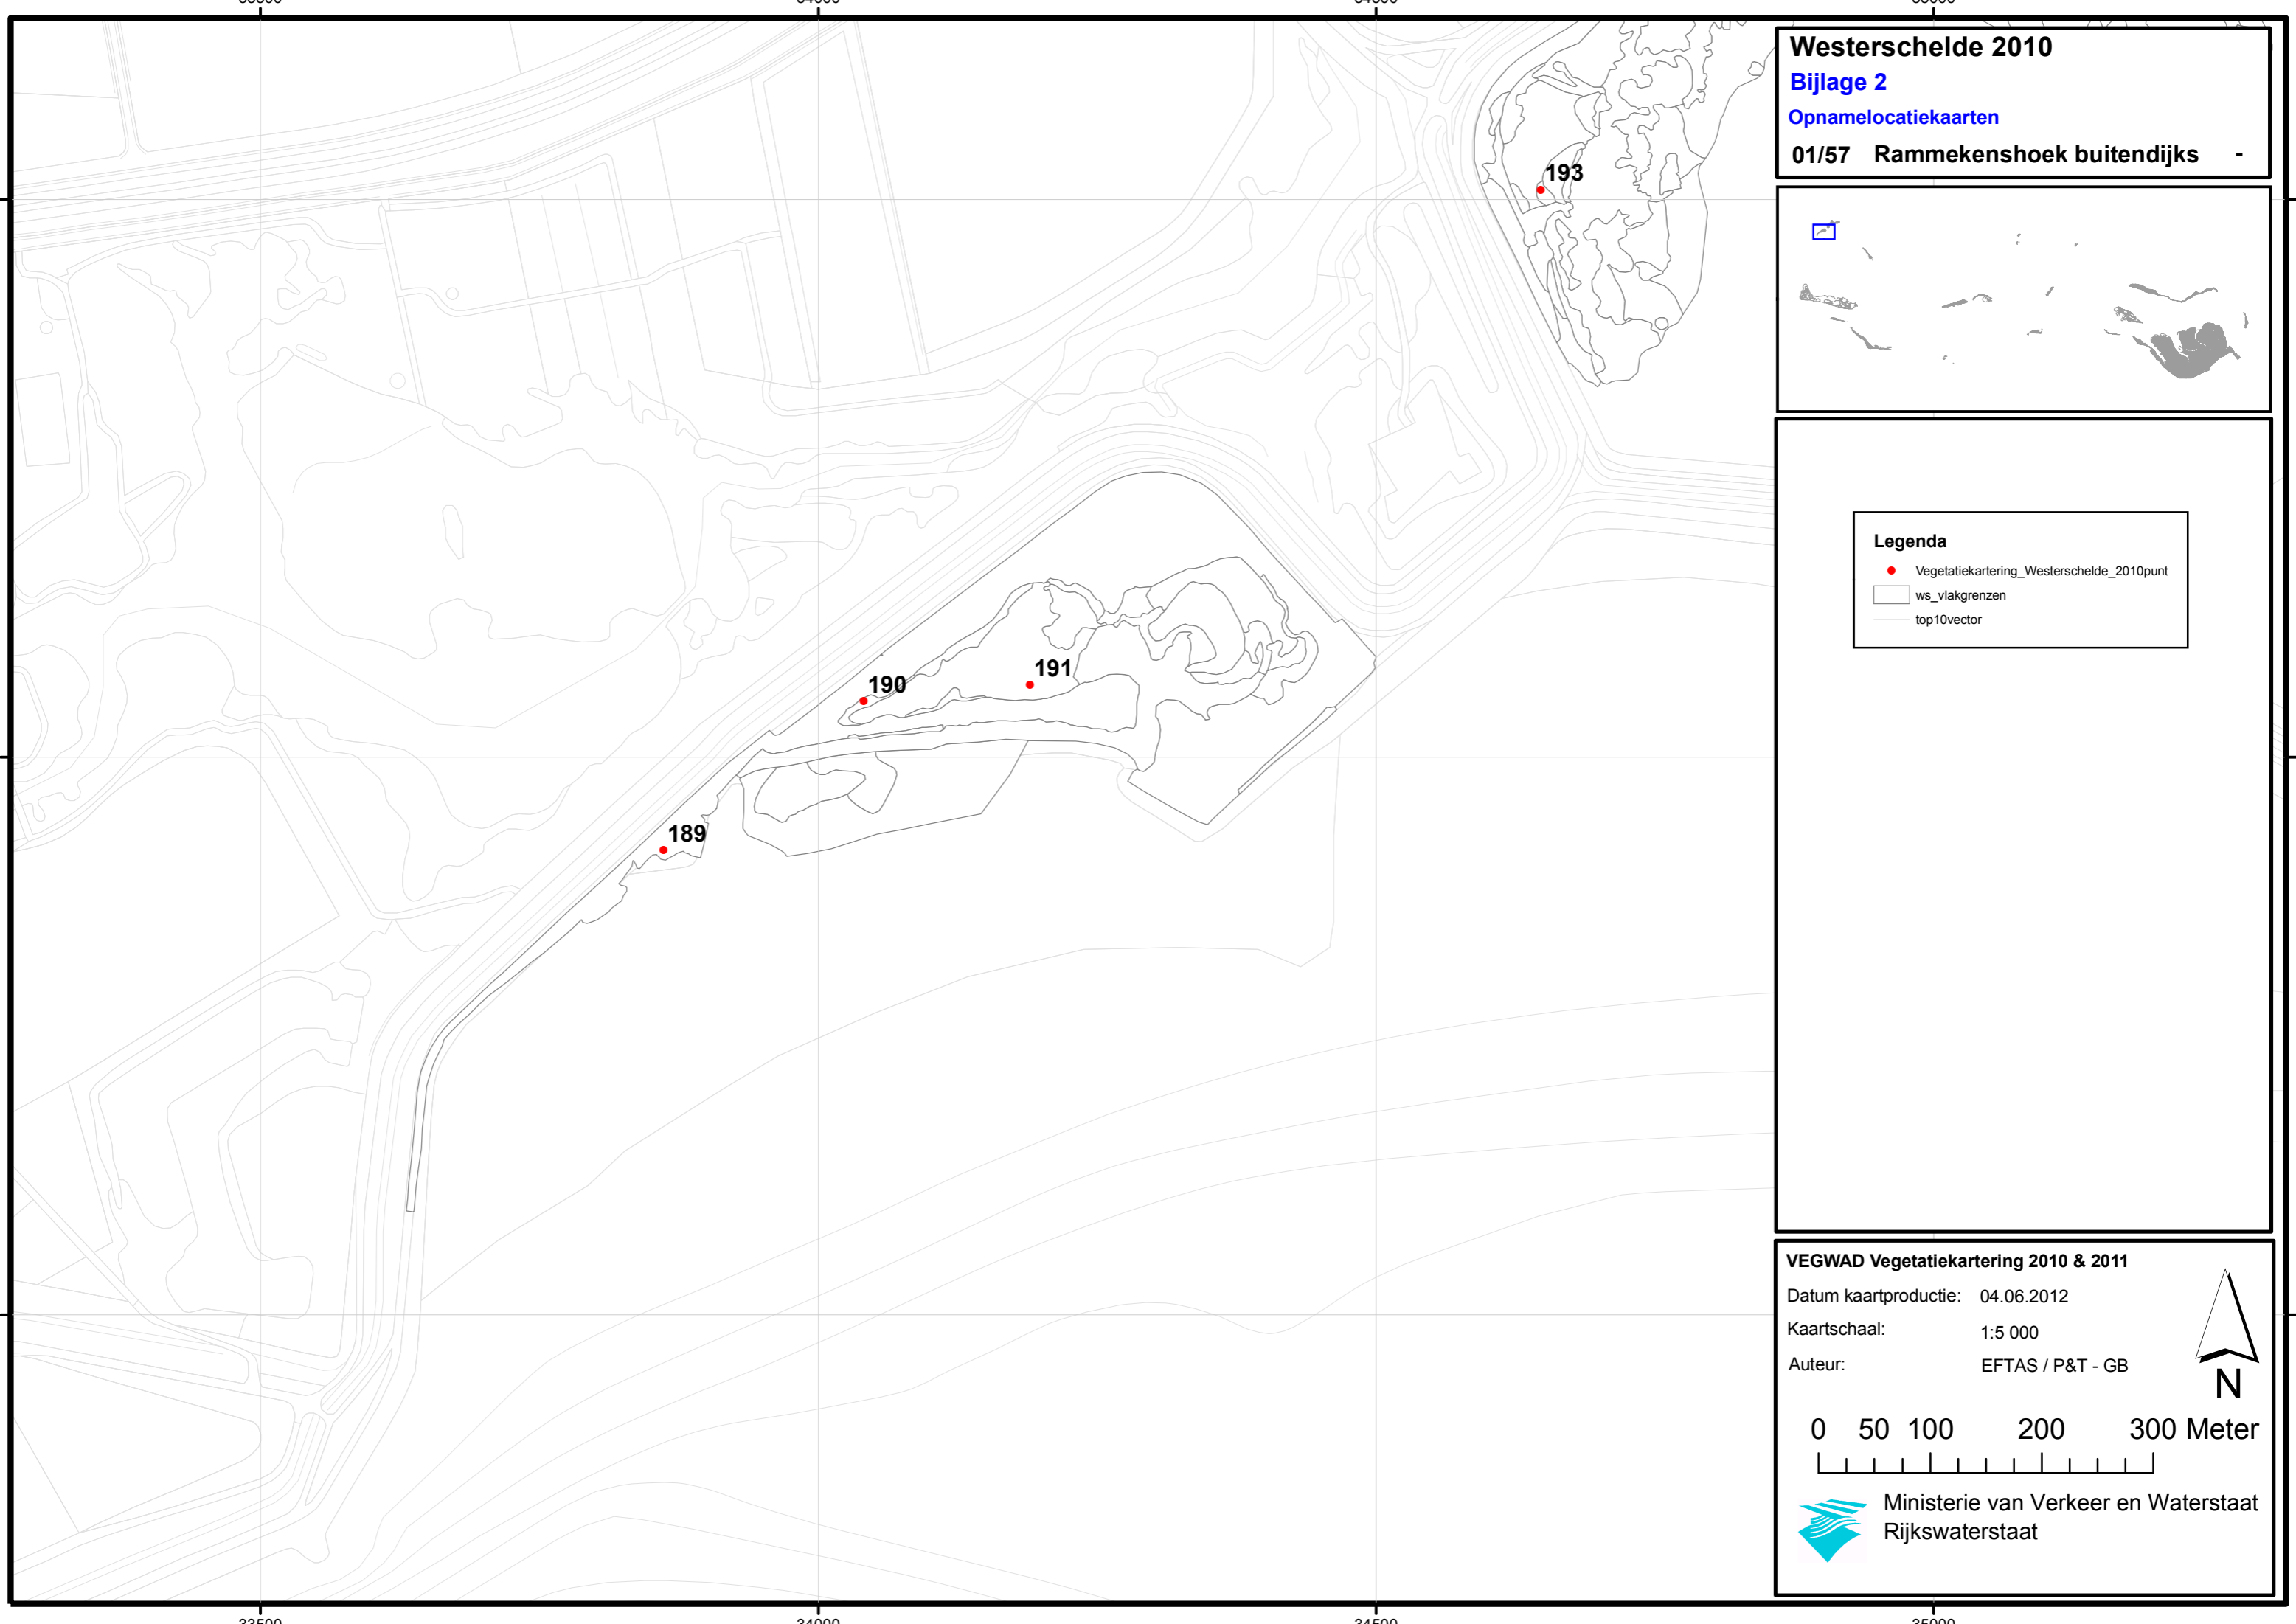 Westerschelde 2010
Bijlage 2
Opnamelocatiekaarten
01/57 Rammekenshoek buitendijks -
193
191
190
189
Legenda
Vegetatiekartering_Westerschelde_2010punt
ws_vlakgrenzen
top10vector
VEGWAD Vegetatiekartering 2010 & 2011
Datum kaartproductie: 04.06.2012
Kaartschaal: 1:5 000
Auteur: EFTAS / P&T - GB
N
0 50 100 200 300 Meter
Ministerie van Verkeer en Waterstaat
Rijkswaterstaat